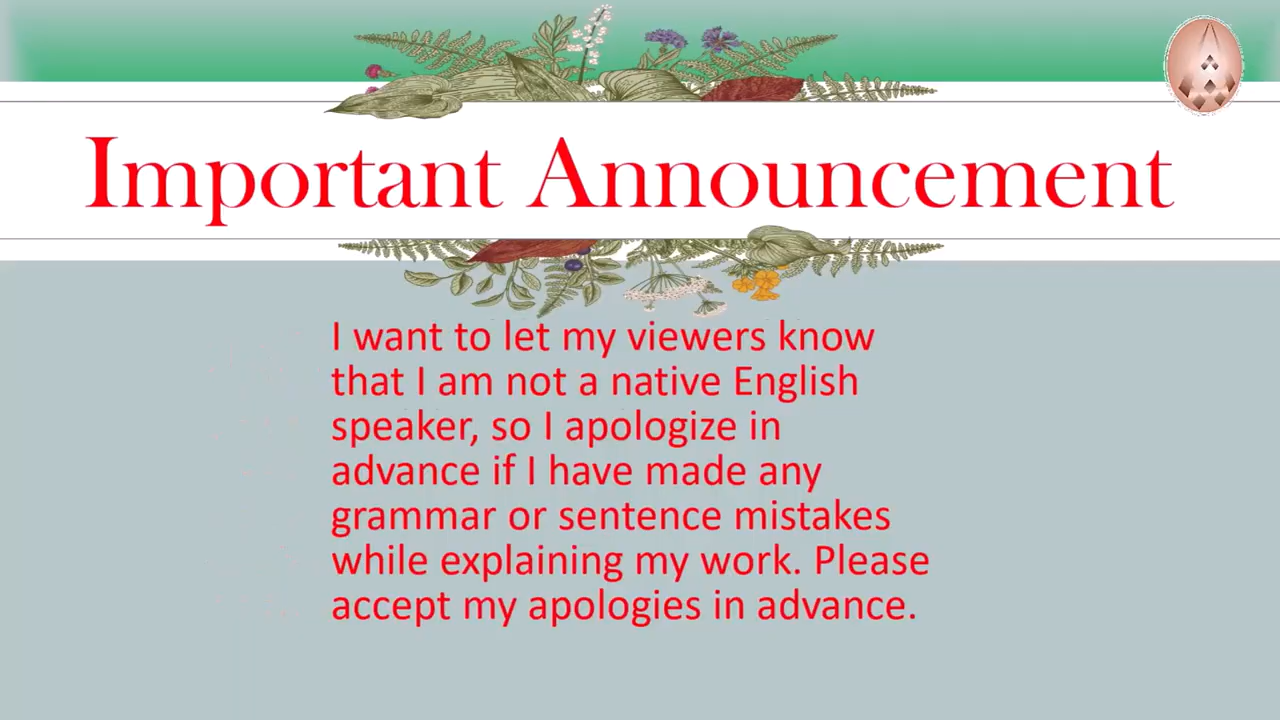 Important Announcement
I want to let my viewers know
that I am not a native English
speaker, so I apologize in
advance if I have made any
grammar or sentence mistakes
while explaining my work. Please
accept my apologies in advance.